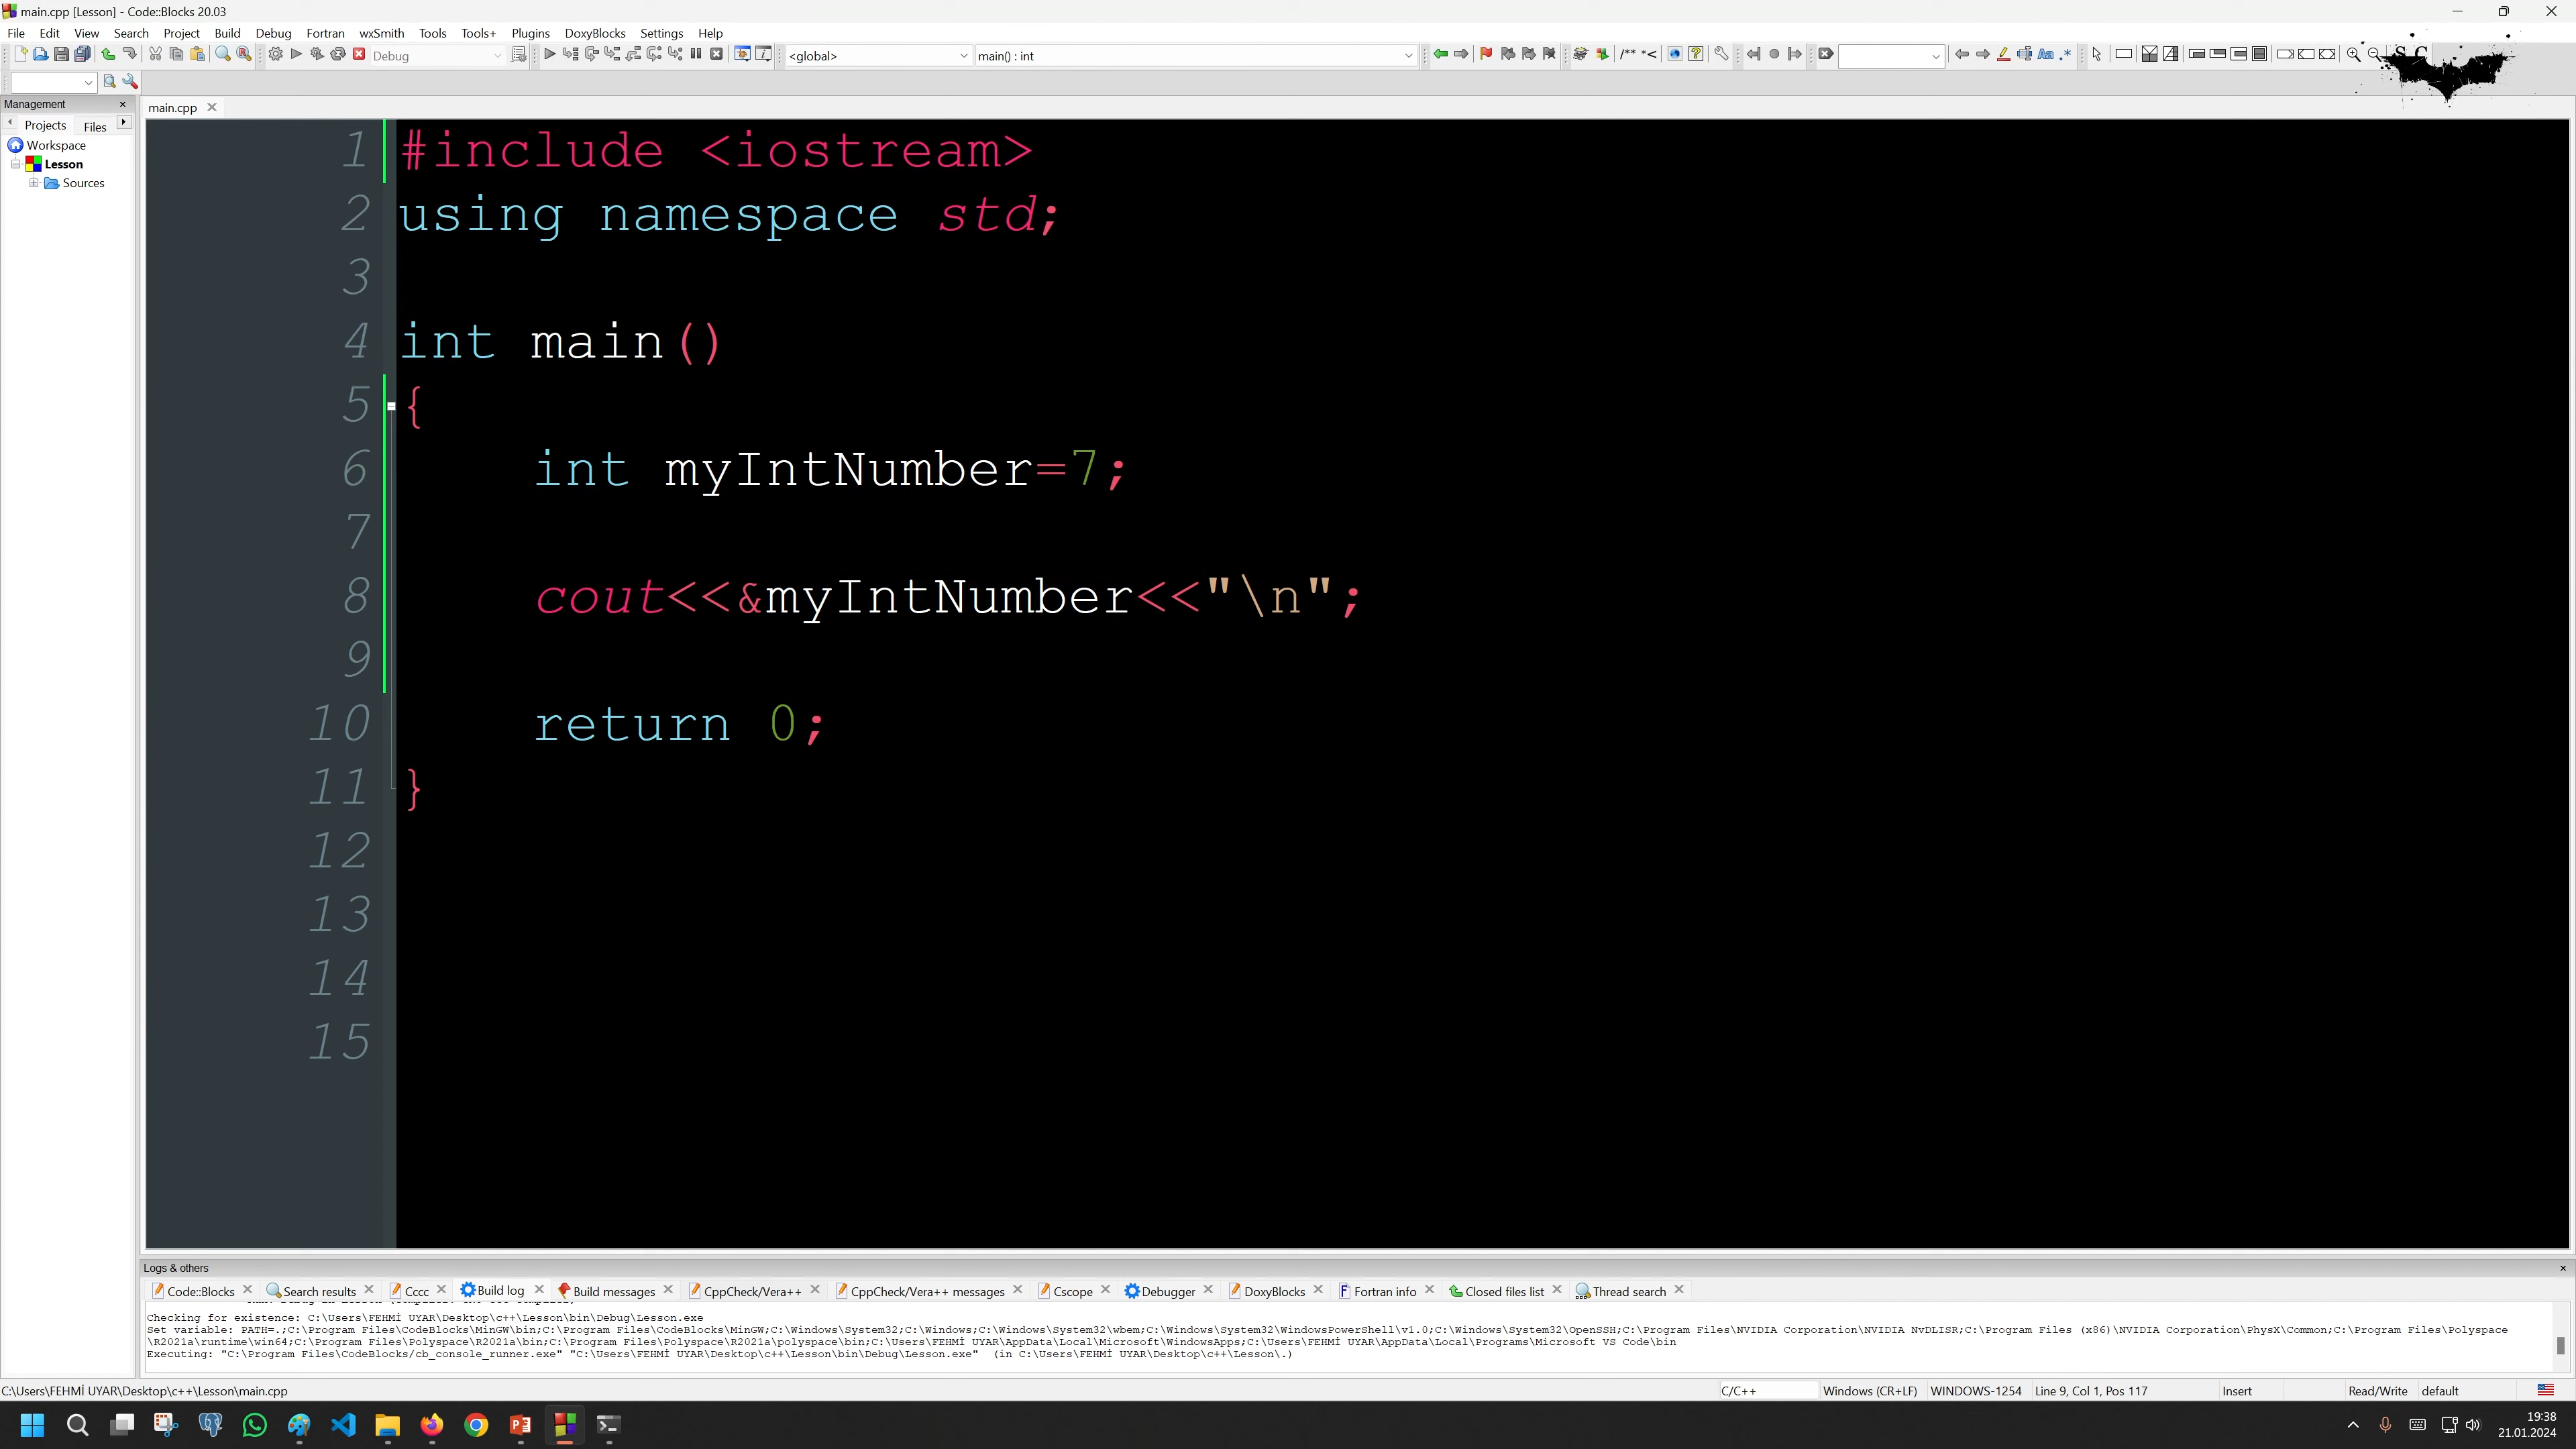 main.cpp [Lesson] - Code::Blocks 20.03
File Edit View Search Project Build Debug Fortran wxSmith Tools Tools+ Plugins DoxyBlocks Settings Help
Debug <global> main() : int /** *<
S C
Management
main.cpp
Projects Files
Workspace
Lesson
Sources
1 #include <iostream>
2 using namespace std;
3
4 int main()
5 {
6 int myIntNumber=7;
7
8 cout<<&myIntNumber<<"\n";
9
10 return 0;
11 }
12
13
14
15
Logs & others
Code::Blocks Search results Cccc Build log Build messages CppCheck/Vera++ CppCheck/Vera++ messages Cscope Debugger DoxyBlocks Fortran info Closed files list Thread search
Checking for existence: C:\Users\FEHMİ UYAR\Desktop\c++\Lesson\bin\Debug\Lesson.exe
Set variable: PATH=.;C:\Program Files\CodeBlocks\MinGW\bin;C:\Program Files\CodeBlocks\MinGW;C:\Windows\System32;C:\Windows;C:\Windows\System32\wbem;C:\Windows\System32\WindowsPowerShell\v1.0;C:\Windows\System32\OpenSSH;C:\Program Files\NVIDIA Corporation\NVIDIA NvDLISR;C:\Program Files (x86)\NVIDIA Corporation\PhysX\Common;C:\Program Files\Polyspace
\R2021a\runtime\win64;C:\Program Files\Polyspace\R2021a\bin;C:\Program Files\Polyspace\R2021a\polyspace\bin;C:\Users\FEHMİ UYAR\AppData\Local\Microsoft\WindowsApps;C:\Users\FEHMİ UYAR\AppData\Local\Programs\Microsoft VS Code\bin
Executing: "C:\Program Files\CodeBlocks/cb_console_runner.exe" "C:\Users\FEHMİ UYAR\Desktop\c++\Lesson\bin\Debug\Lesson.exe" (in C:\Users\FEHMİ UYAR\Desktop\c++\Lesson\.)
C:\Users\FEHMİ UYAR\Desktop\c++\Lesson\main.cpp C/C++ Windows (CR+LF) WINDOWS-1254 Line 9, Col 1, Pos 117 Insert Read/Write default
19:38
21.01.2024